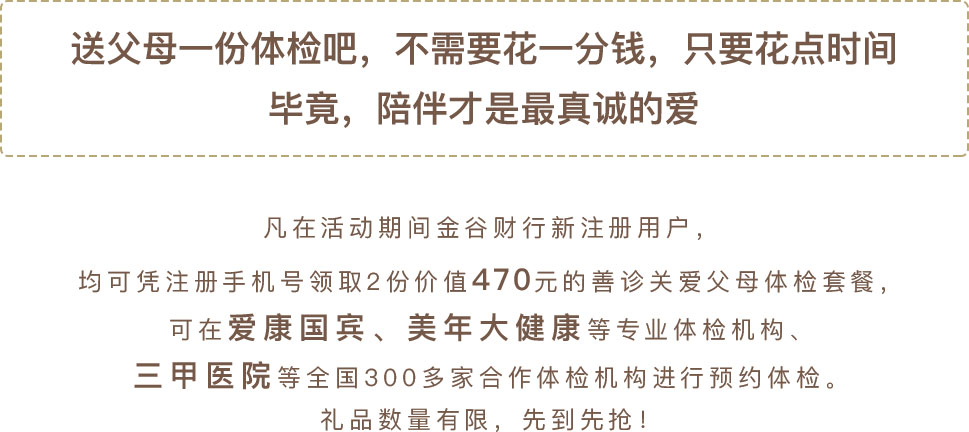 送父母一份体检吧，不需要花一分钱，只要花点时间
毕竟，陪伴才是最真诚的爱
凡在活动期间金谷财行新注册用户，
均可凭注册手机号领取2份价值470元的善诊关爱父母体检套餐，
可在爱康国宾、美年大健康等专业体检机构、
三甲医院等全国300多家合作体检机构进行预约体检。
礼品数量有限，先到先抢！